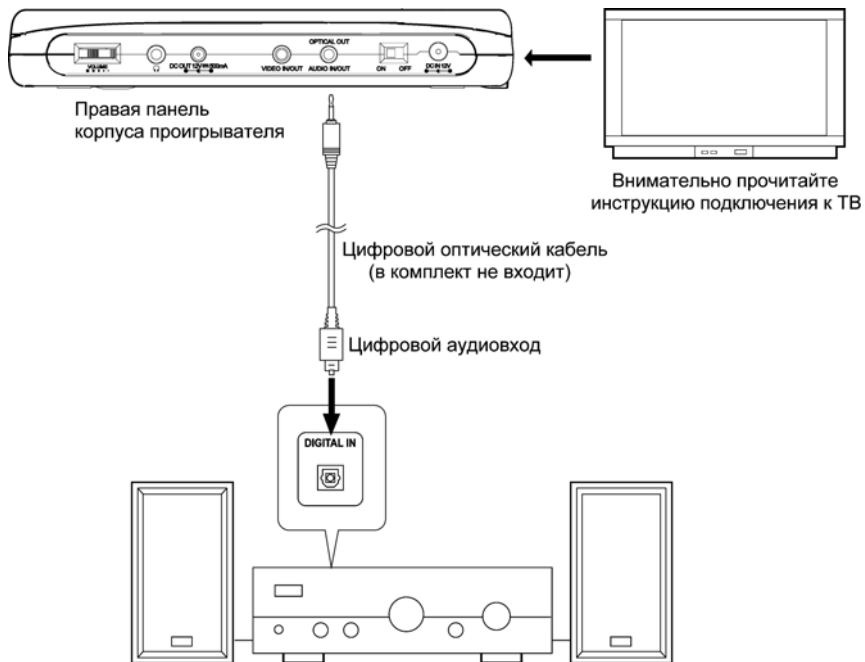 OPTICAL OUT
VOLUME
DC OUT 12V⎓500mA
VIDEO IN/OUT
AUDIO IN/OUT
ON
OFF
DC IN 12V
Правая панель
корпуса проигрывателя
Внимательно прочитайте
инструкцию подключения к ТВ
Цифровой оптический кабель
(в комплект не входит)
Цифровой аудиовход
DIGITAL IN